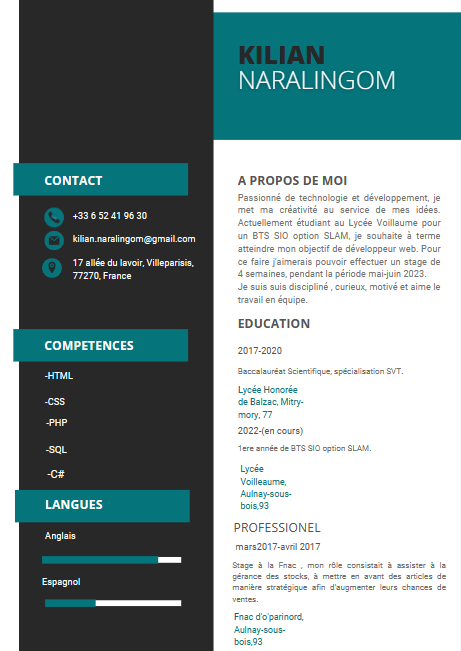 KILIAN
NARALINGOM
CONTACT
+33 6 52 41 96 30
kilian.naralingom@gmail.com
17 allée du lavoir, Villeparisis,
77270, France
COMPETENCES
-HTML
-CSS
-PHP
-SQL
-C#
LANGUES
Anglais
Espagnol
A PROPOS DE MOI
Passionné de technologie et développement, je
met ma créativité au service de mes idées.
Actuellement étudiant au Lycée Voillaume pour
un BTS SIO option SLAM, je souhaite à terme
atteindre mon objectif de développeur web. Pour
ce faire j'aimerais pouvoir effectuer un stage de
4 semaines, pendant la période mai-juin 2023.
Je suis suis discipliné , curieux, motivé et aime le
travail en équipe.
EDUCATION
2017-2020
Baccalauréat Scientifique, spécialisation SVT.
Lycée Honorée
de Balzac, Mitry-
mory, 77
2022-(en cours)
1ere année de BTS SIO option SLAM.
Lycée
Voilleaume,
Aulnay-sous-
bois,93
PROFESSIONEL
mars2017-avril 2017
Stage à la Fnac , mon rôle consistait à assister à la
gérance des stocks, à mettre en avant des articles de
manière stratégique afin d'augmenter leurs chances de
ventes.
Fnac d'o'parinord,
Aulnay-sous-
bois,93